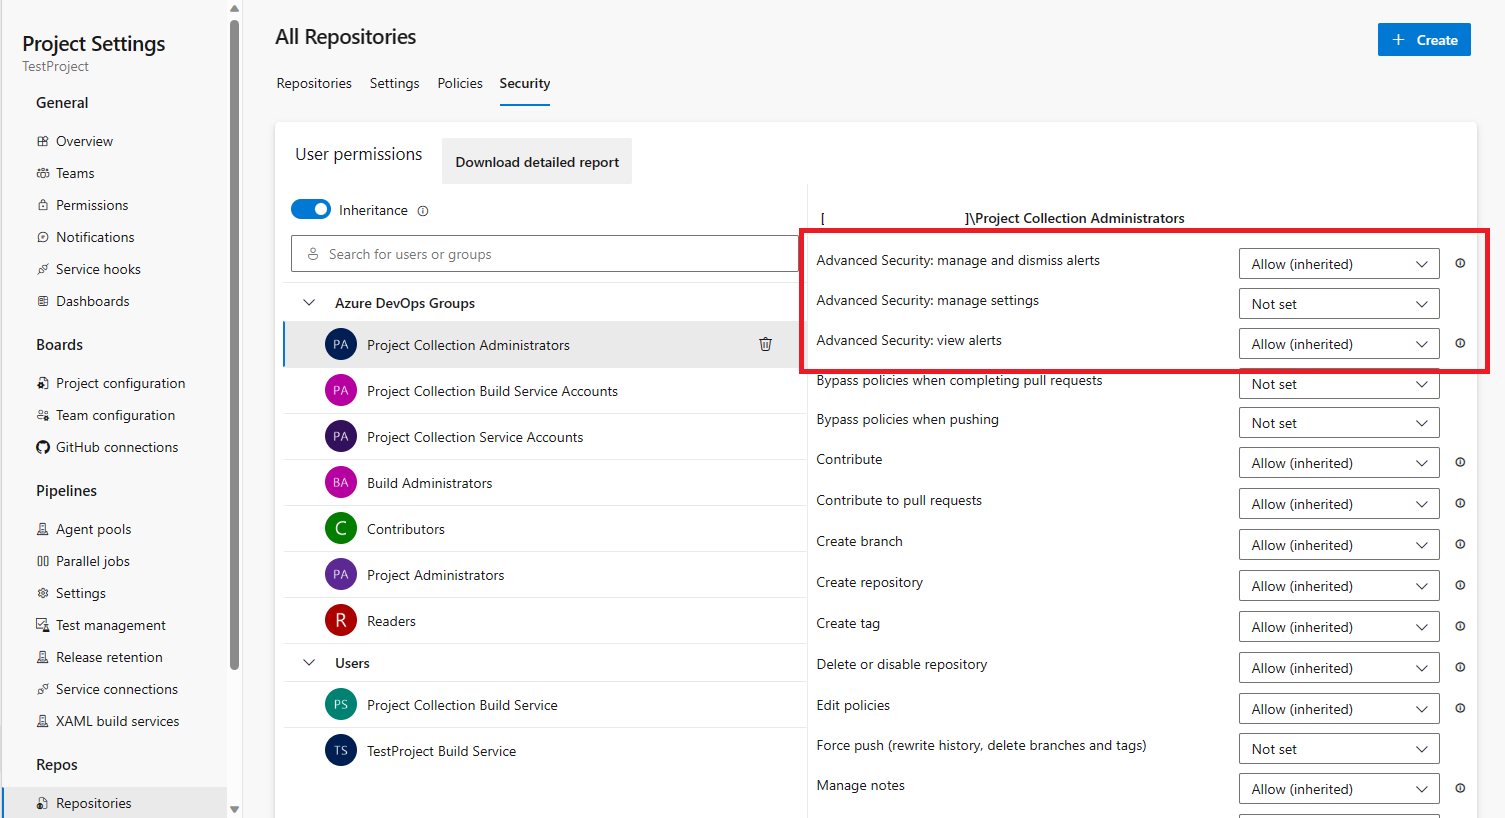 Project Settings
TestProject
General
Overview
Teams
Permissions
Notifications
Service hooks
Dashboards
Boards
Project configuration
Team configuration
GitHub connections
Pipelines
Agent pools
Parallel jobs
Settings
Test management
Release retention
Service connections
XAML build services
Repos
Repositories
All Repositories
+ Create
Repositories Settings Policies Security
User permissions Download detailed report
Inheritance
Search for users or groups
Azure DevOps Groups
PA Project Collection Administrators
PA Project Collection Build Service Accounts
PA Project Collection Service Accounts
BA Build Administrators
C Contributors
PA Project Administrators
R Readers
Users
PS Project Collection Build Service
TS TestProject Build Service
[ ]\Project Collection Administrators
Advanced Security: manage and dismiss alerts Allow (inherited)
Advanced Security: manage settings Not set
Advanced Security: view alerts Allow (inherited)
Bypass policies when completing pull requests Not set
Bypass policies when pushing Not set
Contribute Allow (inherited)
Contribute to pull requests Allow (inherited)
Create branch Allow (inherited)
Create repository Allow (inherited)
Create tag Allow (inherited)
Delete or disable repository Allow (inherited)
Edit policies Allow (inherited)
Force push (rewrite history, delete branches and tags) Not set
Manage notes Allow (inherited)